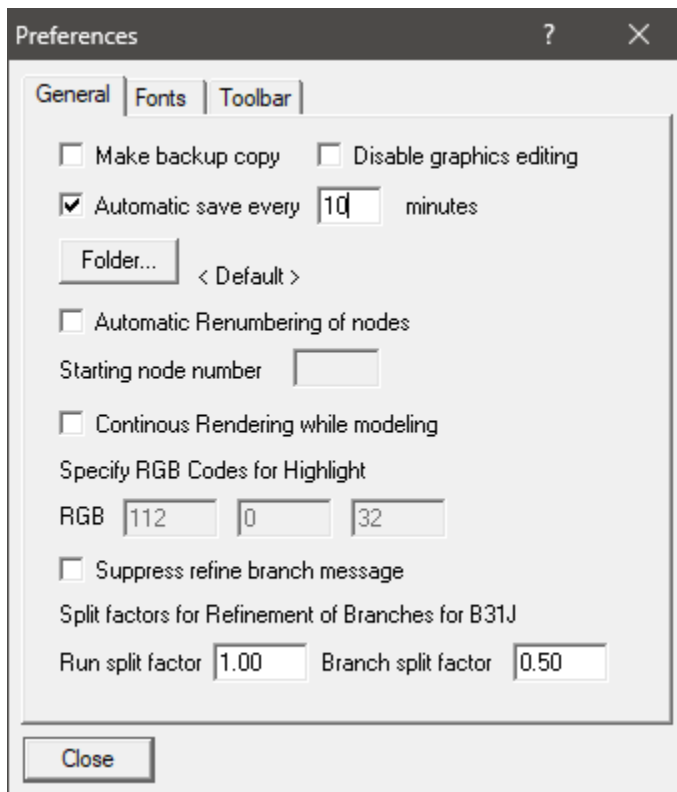 Preferences ?
General Fonts Toolbar
Make backup copy Disable graphics editing
Automatic save every 10 minutes
Folder... < Default >
Automatic Renumbering of nodes
Starting node number
Continous Rendering while modeling
Specify RGB Codes for Highlight
RGB 112 0 32
Suppress refine branch message
Split factors for Refinement of Branches for B31J
Run split factor 1.00 Branch split factor 0.50
Close